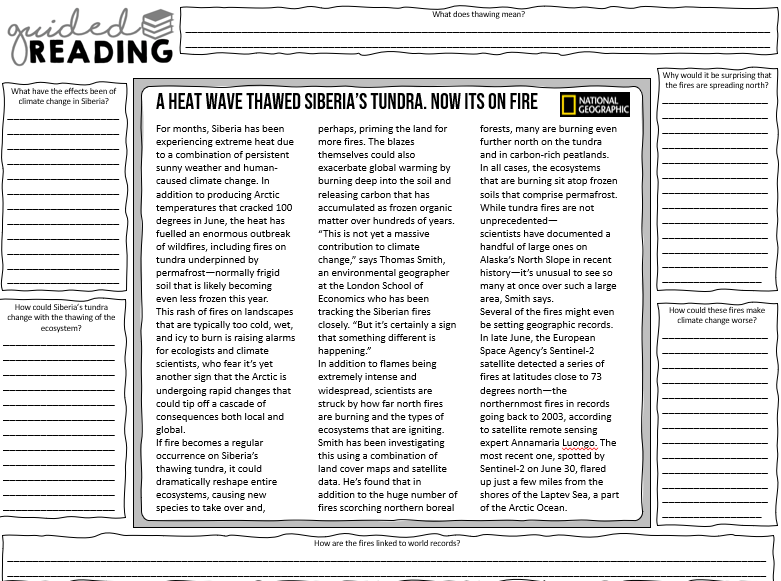 guided
READING
What does thawing mean?
What have the effects been of
climate change in Siberia?
How could Siberia's tundra
change with the thawing of the
ecosystem?
A HEAT WAVE THAWED SIBERIA'S TUNDRA. NOW ITS ON FIRE
NATIONAL
GEOGRAPHIC
For months, Siberia has been
experiencing extreme heat due
to a combination of persistent
sunny weather and human-
caused climate change. In
addition to producing Arctic
temperatures that cracked 100
degrees in June, the heat has
fuelled an enormous outbreak
of wildfires, including fires on
tundra underpinned by
permafrost—normally frigid
soil that is likely becoming
even less frozen this year.
This rash of fires on landscapes
that are typically too cold, wet,
and icy to burn is raising alarms
for ecologists and climate
scientists, who fear it's yet
another sign that the Arctic is
undergoing rapid changes that
could tip off a cascade of
consequences both local and
global.
If fire becomes a regular
occurrence on Siberia's
thawing tundra, it could
dramatically reshape entire
ecosystems, causing new
species to take over and,
perhaps, priming the land for
more fires. The blazes
themselves could also
exacerbate global warming by
burning deep into the soil and
releasing carbon that has
accumulated as frozen organic
matter over hundreds of years.
"This is not yet a massive
contribution to climate
change," says Thomas Smith,
an environmental geographer
at the London School of
Economics who has been
tracking the Siberian fires
closely. "But it's certainly a sign
that something different is
happening."
In addition to flames being
extremely intense and
widespread, scientists are
struck by how far north fires
are burning and the types of
ecosystems that are igniting.
Smith has been investigating
this using a combination of
land cover maps and satellite
data. He's found that in
addition to the huge number of
fires scorching northern boreal
forests, many are burning even
further north on the tundra
and in carbon-rich peatlands.
In all cases, the ecosystems
that are burning sit atop frozen
soils that comprise permafrost.
While tundra fires are not
unprecedented—
scientists have documented a
handful of large ones on
Alaska's North Slope in recent
history—it's unusual to see so
many at once over such a large
area, Smith says.
Several of the fires might even
be setting geographic records.
In late June, the European
Space Agency's Sentinel-2
satellite detected a series of
fires at latitudes close to 73
degrees north—the
northernmost fires in records
going back to 2003, according
to satellite remote sensing
expert Annamaria Luongo. The
most recent one, spotted by
Sentinel-2 on June 30, flared
up just a few miles from the
shores of the Laptev Sea, a part
of the Arctic Ocean.
Why would it be surprising that
the fires are spreading north?
How could these fires make
climate change worse?
How are the fires linked to world records?